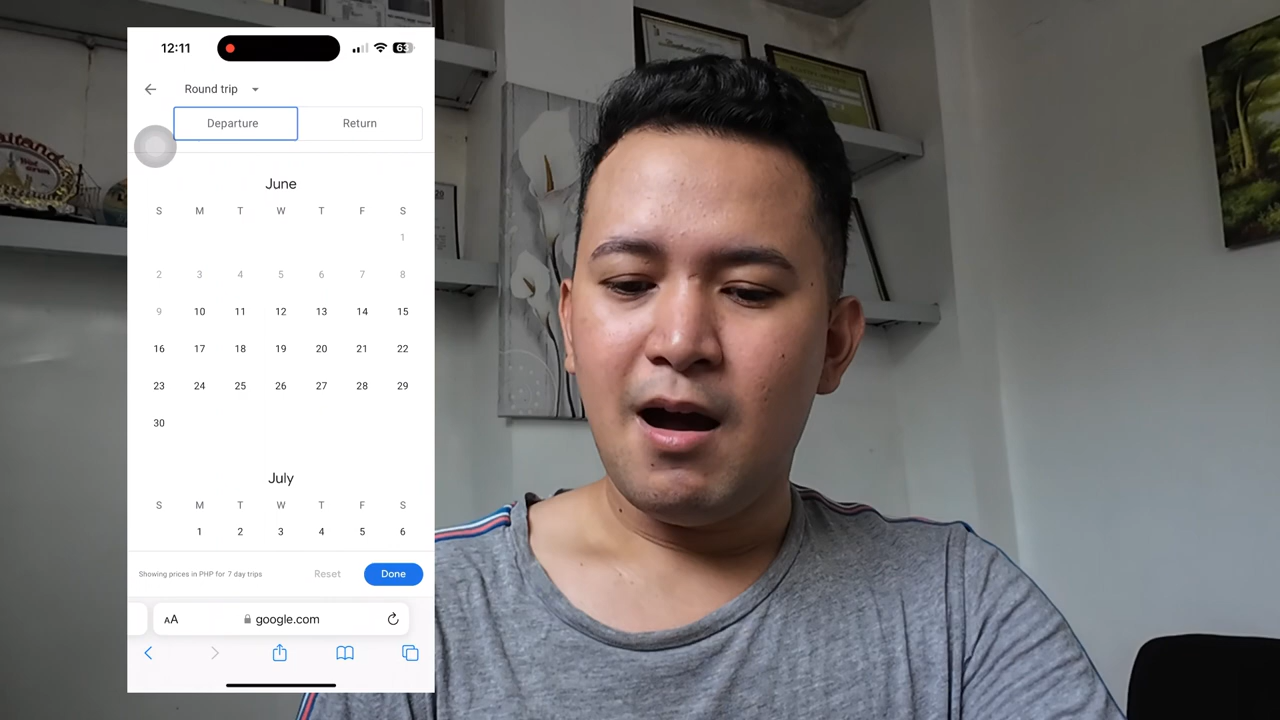 12:11
63
Round trip
Departure Return
June
S M T W T F S
1
2 3 4 5 6 7 8
9 10 11 12 13 14 15
16 17 18 19 20 21 22
23 24 25 26 27 28 29
30
July
S M T W T F S
1 2 3 4 5 6
Showing prices in PHP for 7 day trips Reset Done
AA google.com